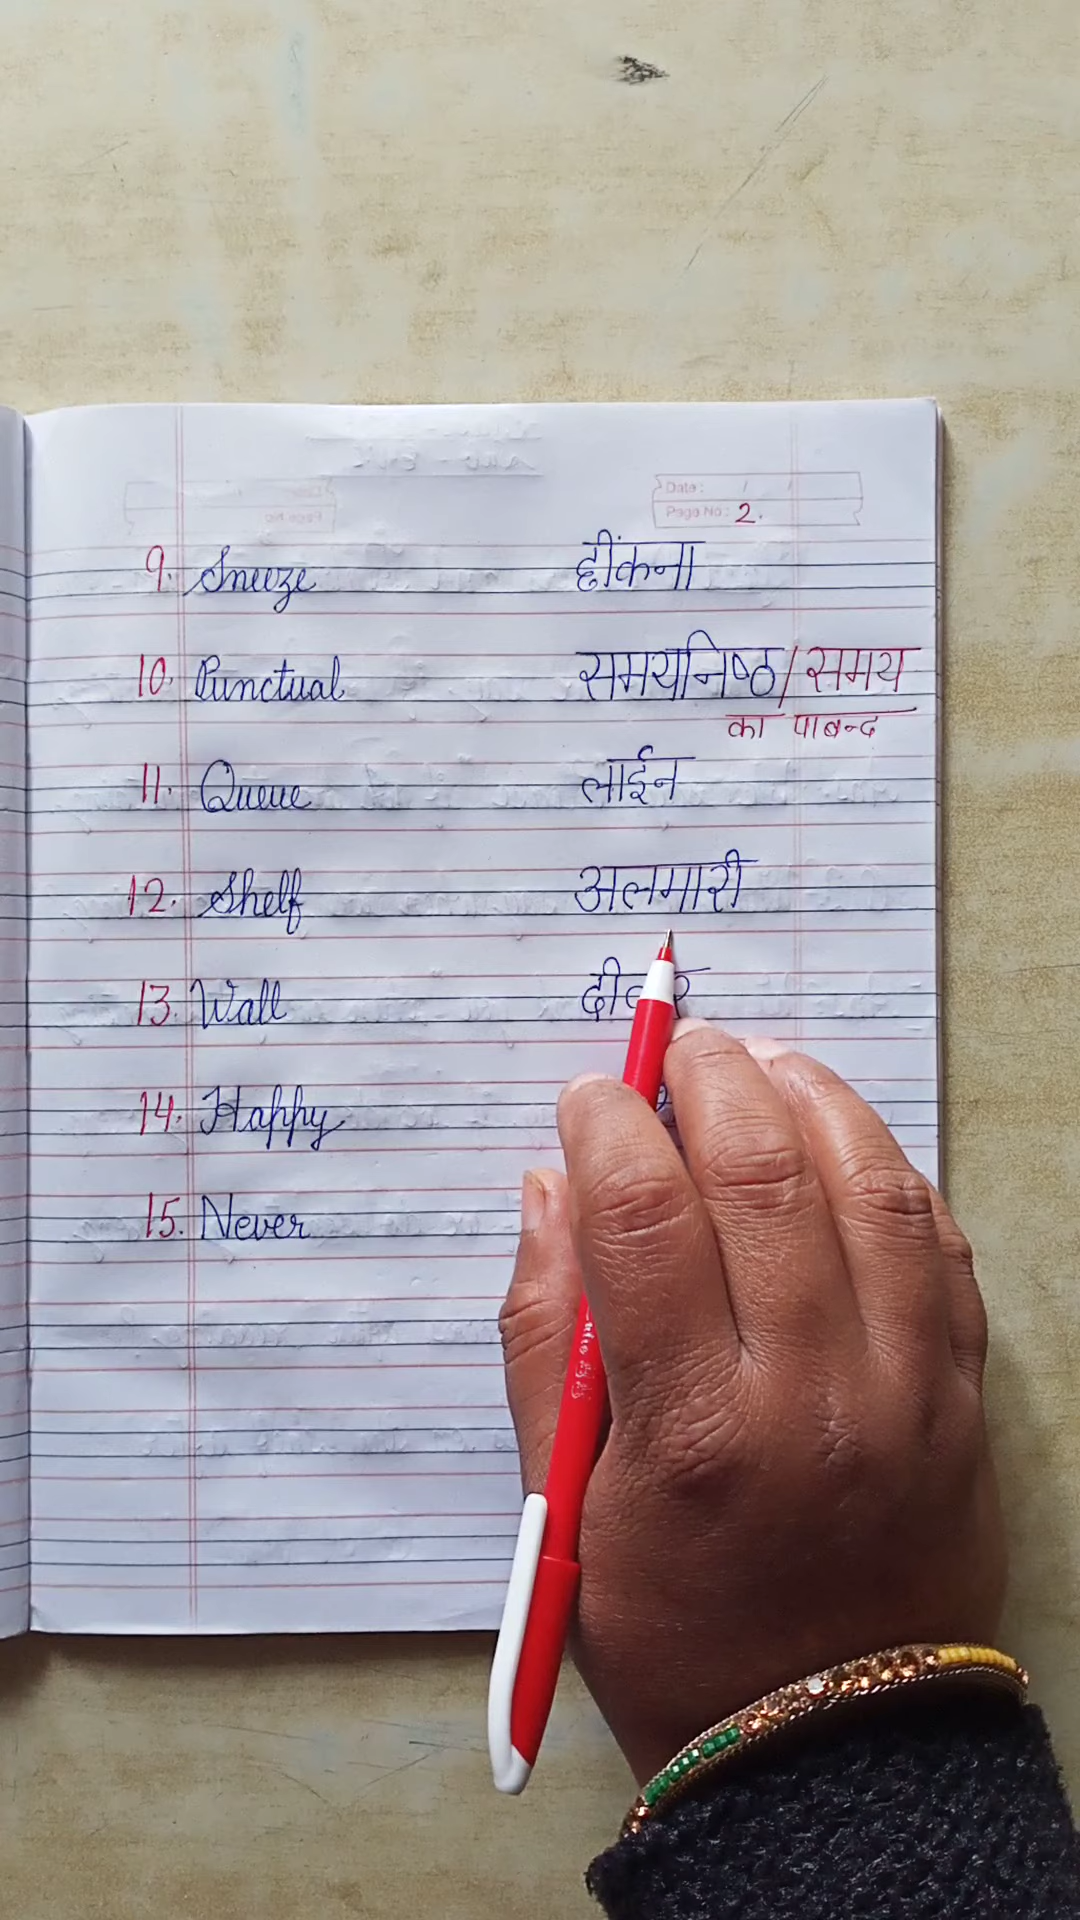 Date: / /
Page No: 2.
9. Sneeze छींकना
10. Punctual समयनिष्ठ/समय
का पाबन्द
11. Queue लाईन
12. Shelf अलमारी
13. Wall
14. Happy
15. Never